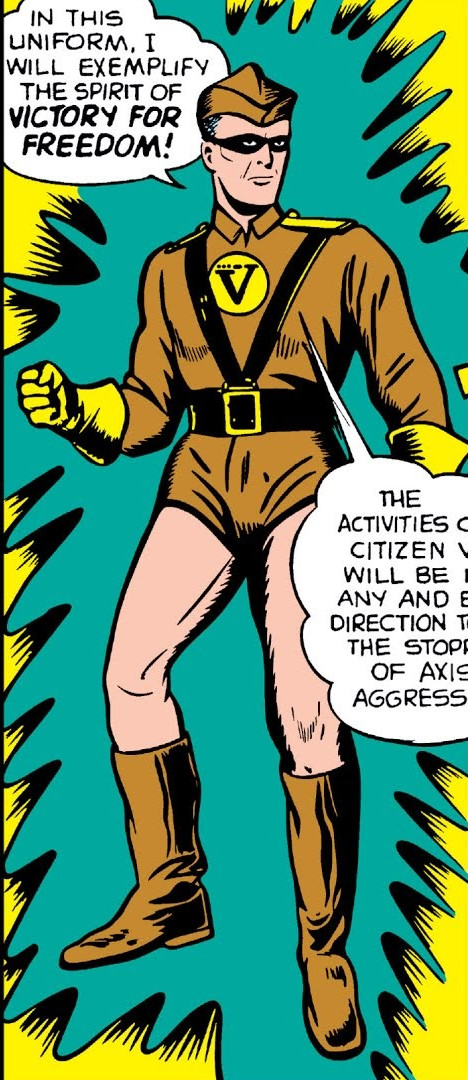 IN THIS
UNIFORM, I
WILL EXEMPLIFY
THE SPIRIT OF
VICTORY FOR
FREEDOM!
V
THE
ACTIVITIES
CITIZEN V
WILL BE
ANY AND
DIRECTION
THE
OF AXIS